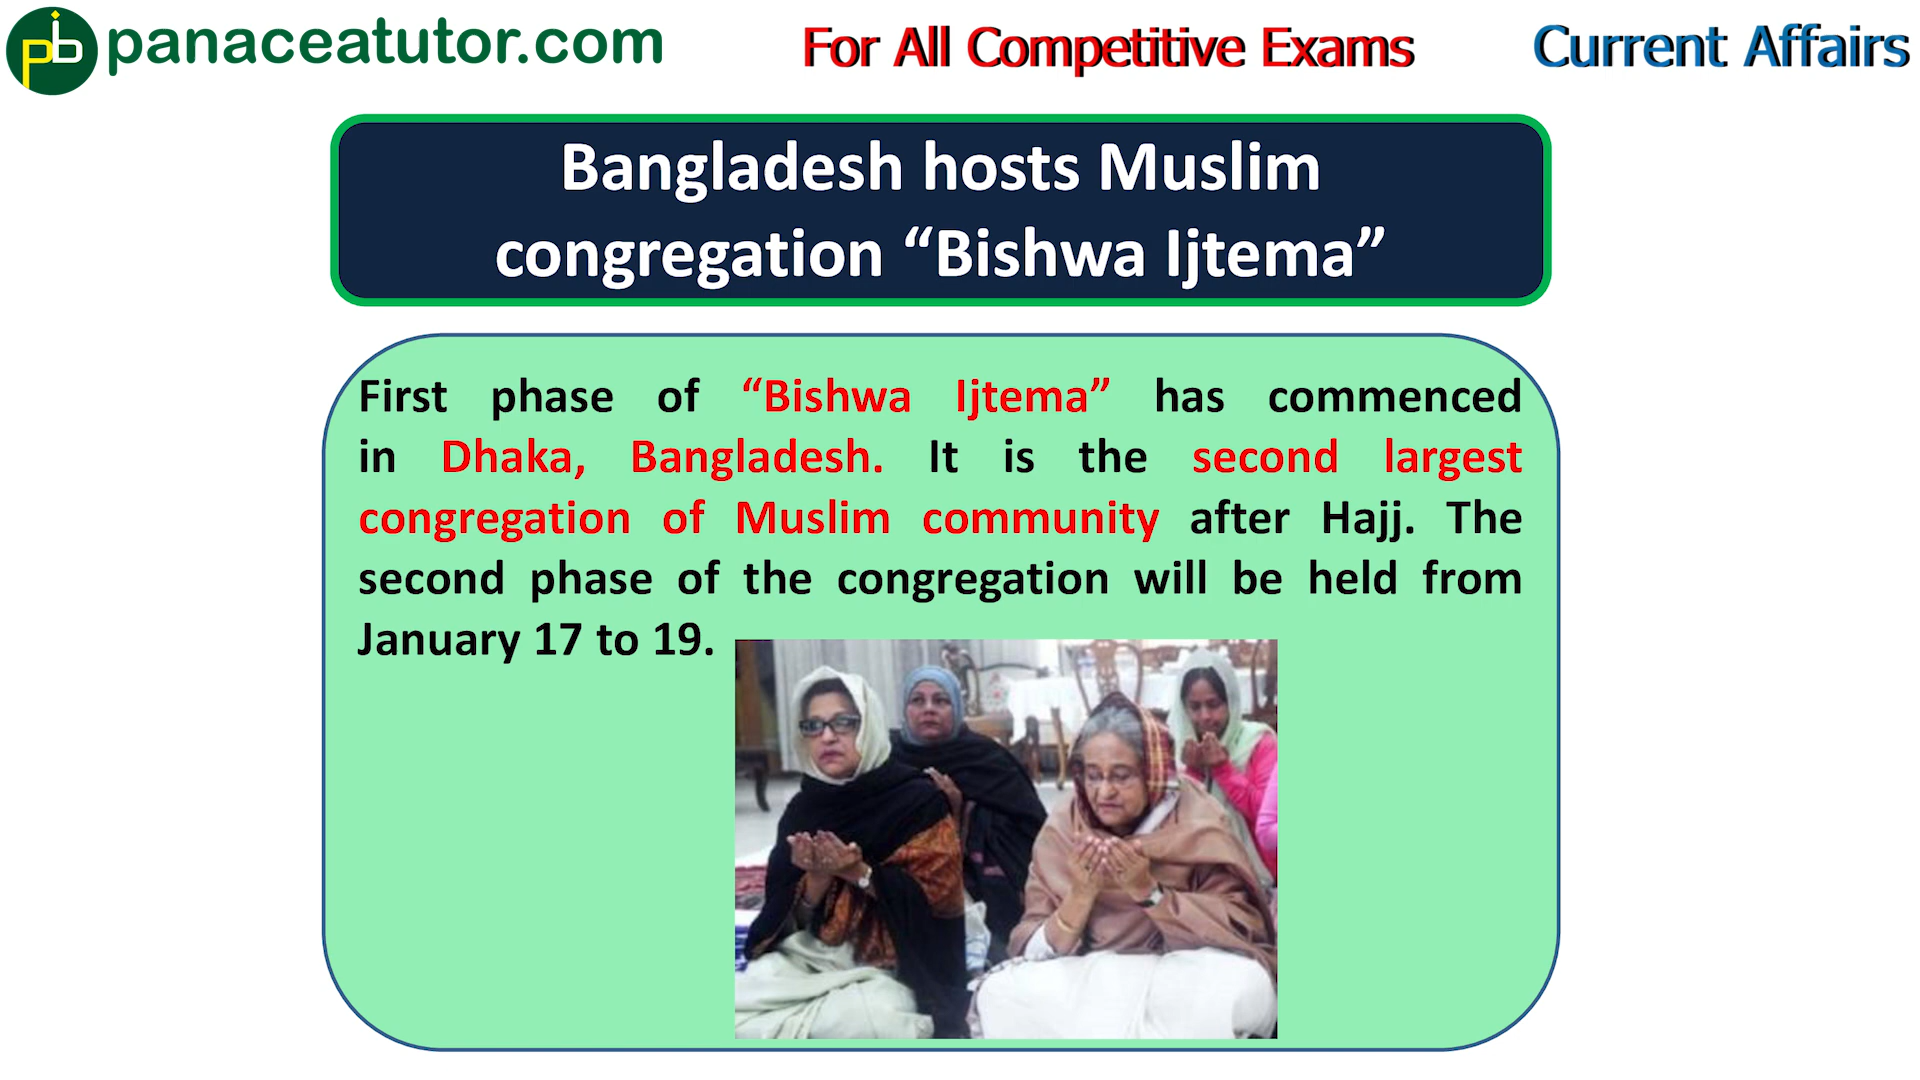 pb panaceatutor.com
For All Competitive Exams
Current Affairs
Bangladesh hosts Muslim
congregation “Bishwa Ijtema”
First phase of “Bishwa Ijtema” has commenced
in Dhaka, Bangladesh. It is the second largest
congregation of Muslim community after Hajj. The
second phase of the congregation will be held from
January 17 to 19.